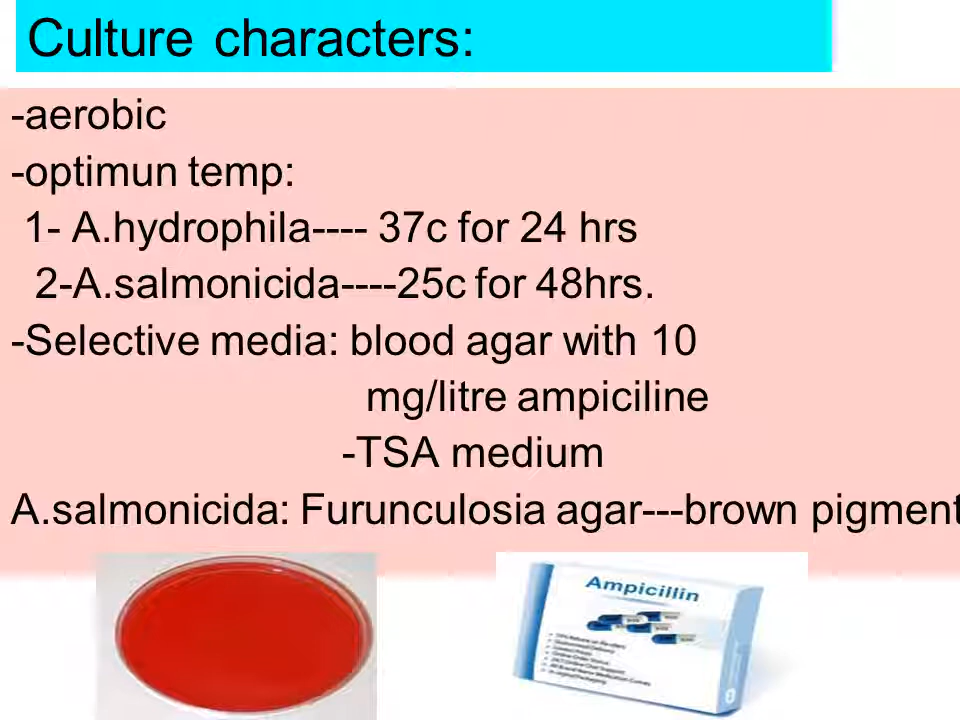 Culture characters:
-aerobic
-optimun temp:
1- A.hydrophila---- 37c for 24 hrs
2-A.salmonicida----25c for 48hrs.
-Selective media: blood agar with 10
mg/litre ampiciline
-TSA medium
A.salmonicida: Furunculosia agar---brown pigment
Ampicillin